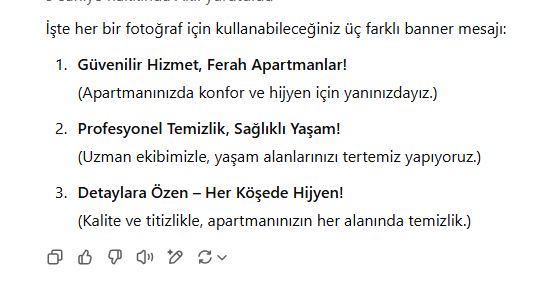 İşte her bir fotoğraf için kullanabileceğiniz üç farklı banner mesajı:
1. Güvenilir Hizmet, Ferah Apartmanlar!
(Apartmanınızda konfor ve hijyen için yanınızdayız.)
2. Profesyonel Temizlik, Sağlıklı Yaşam!
(Uzman ekibimizle, yaşam alanlarınızı tertemiz yapıyoruz.)
3. Detaylara Özen – Her Köşede Hijyen!
(Kalite ve titizlikle, apartmanınızın her alanında temizlik.)